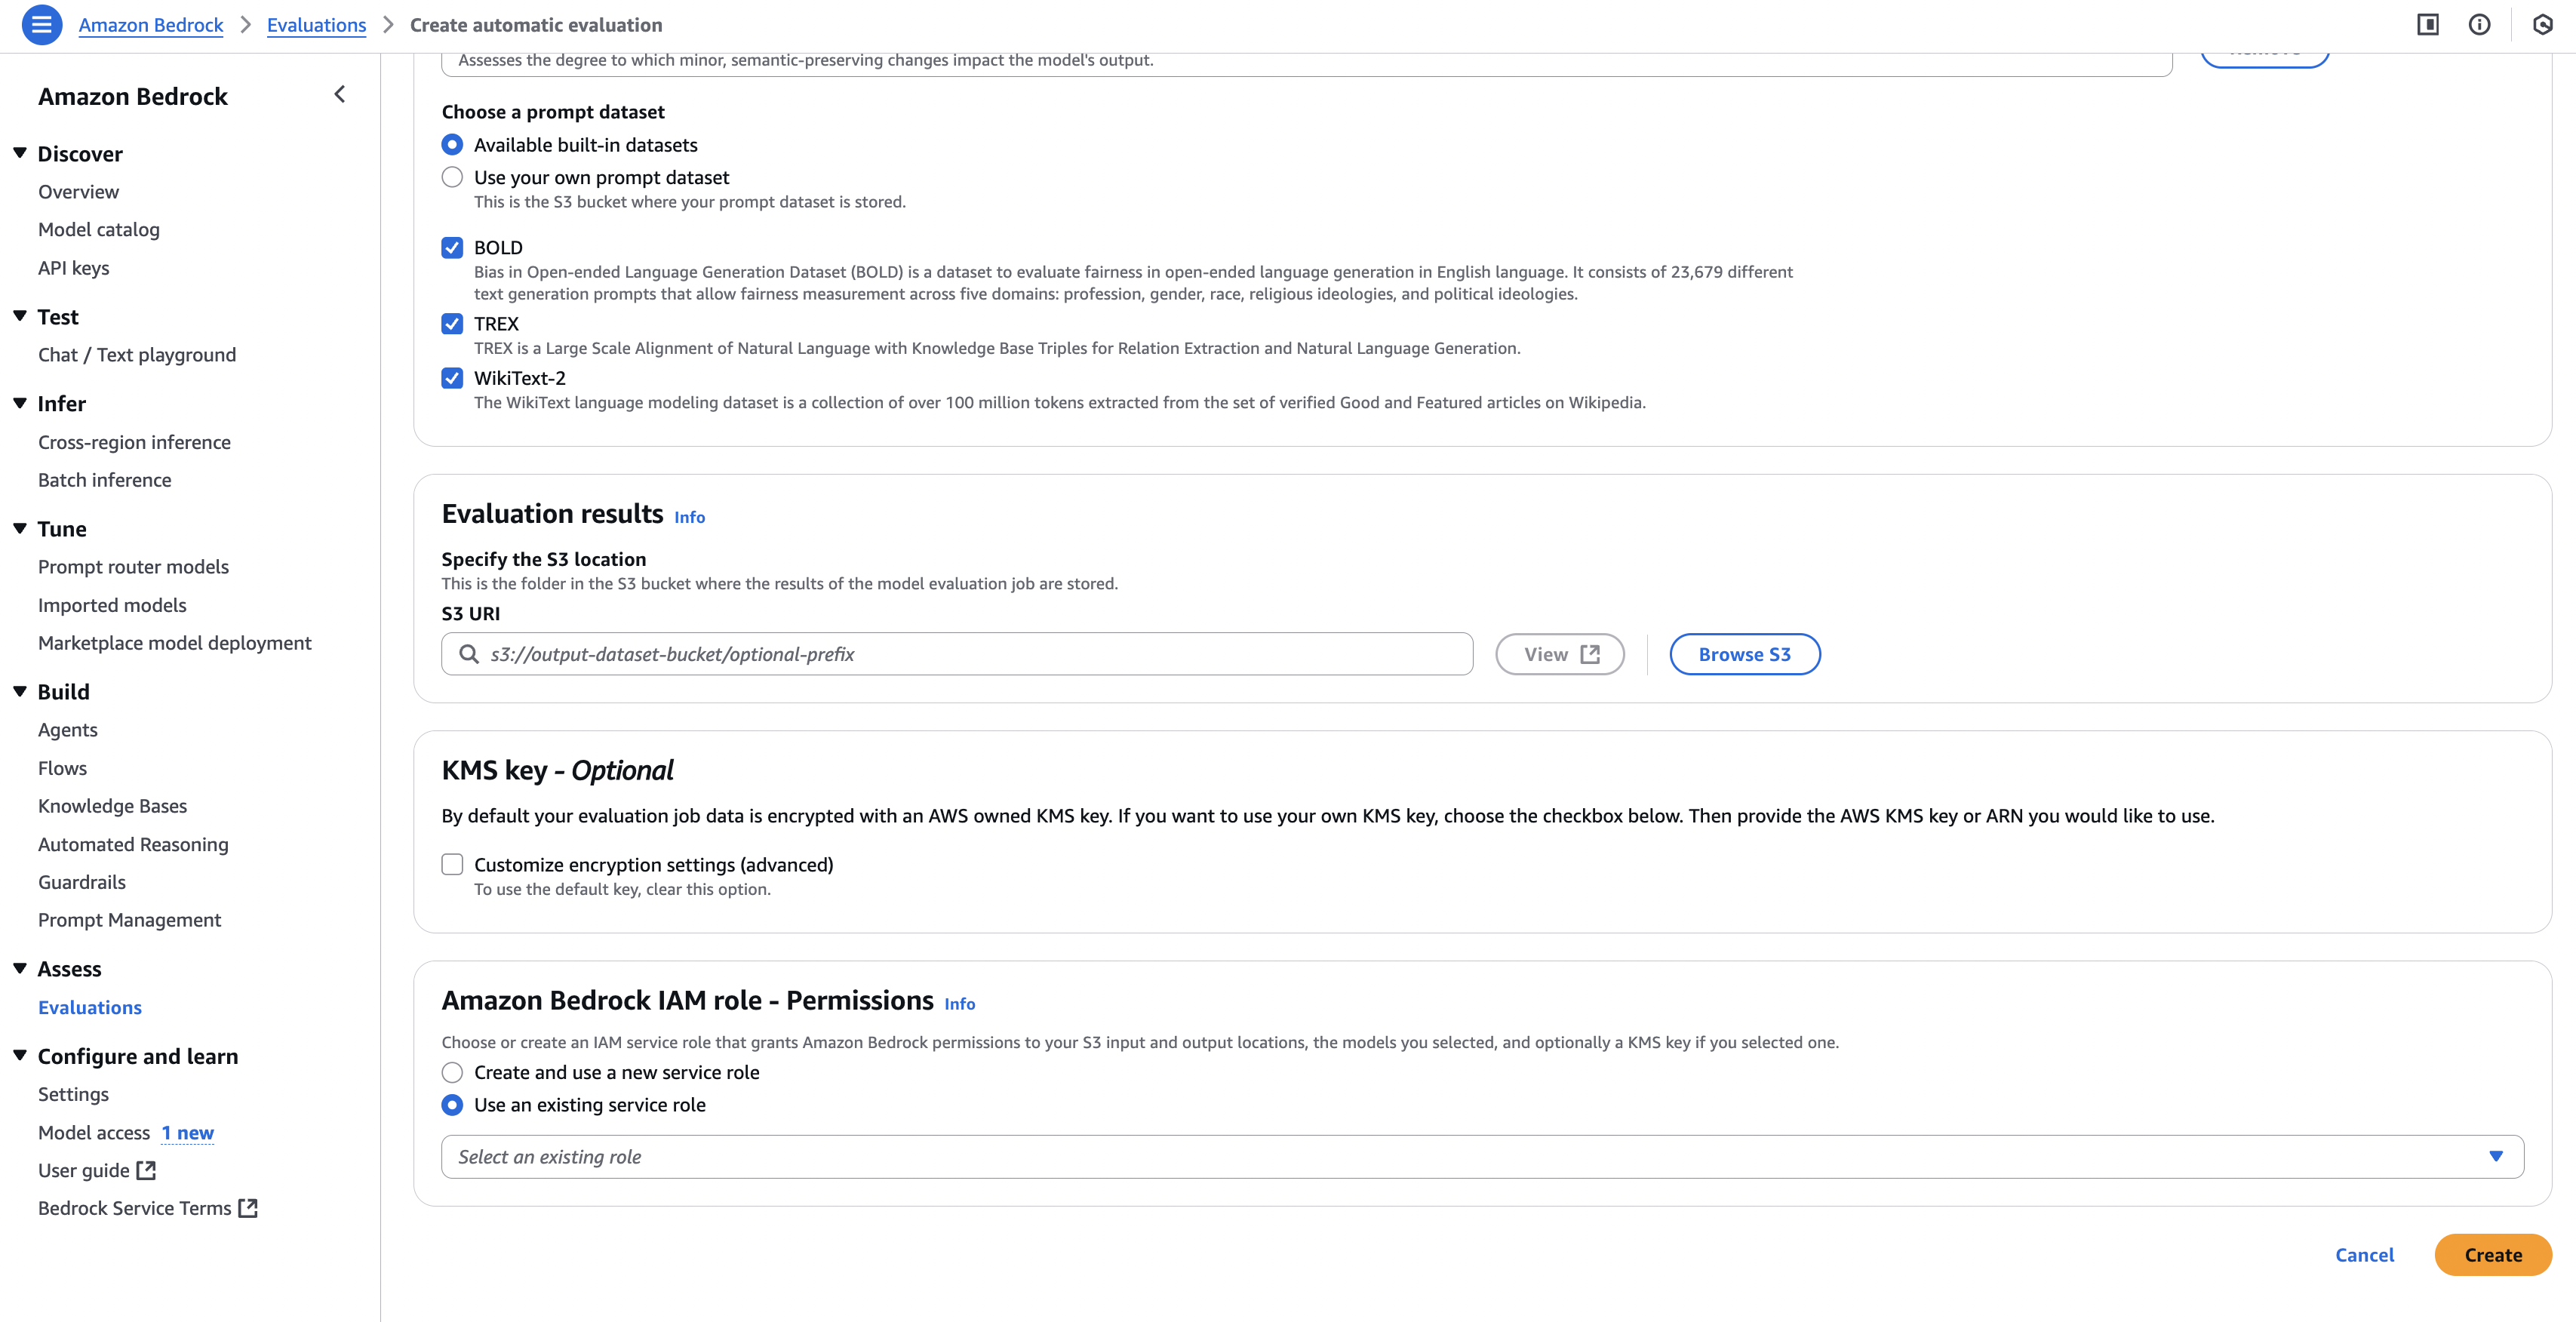 Amazon Bedrock > Evaluations > Create automatic evaluation
Amazon Bedrock
Discover
Overview
Model catalog
API keys
Test
Chat / Text playground
Infer
Cross-region inference
Batch inference
Tune
Prompt router models
Imported models
Marketplace model deployment
Build
Agents
Flows
Knowledge Bases
Automated Reasoning
Guardrails
Prompt Management
Assess
Evaluations
Configure and learn
Settings
Model access 1 new
User guide
Bedrock Service Terms
Assesses the degree to which minor, semantic-preserving changes impact the model's output.
Choose a prompt dataset
Available built-in datasets
Use your own prompt dataset
This is the S3 bucket where your prompt dataset is stored.
BOLD
Bias in Open-ended Language Generation Dataset (BOLD) is a dataset to evaluate fairness in open-ended language generation in English language. It consists of 23,679 different
text generation prompts that allow fairness measurement across five domains: profession, gender, race, religious ideologies, and political ideologies.
TREX
TREX is a Large Scale Alignment of Natural Language with Knowledge Base Triples for Relation Extraction and Natural Language Generation.
WikiText-2
The WikiText language modeling dataset is a collection of over 100 million tokens extracted from the set of verified Good and Featured articles on Wikipedia.
Evaluation results Info
Specify the S3 location
This is the folder in the S3 bucket where the results of the model evaluation job are stored.
S3 URI
s3://output-dataset-bucket/optional-prefix
View
Browse S3
KMS key - Optional
By default your evaluation job data is encrypted with an AWS owned KMS key. If you want to use your own KMS key, choose the checkbox below. Then provide the AWS KMS key or ARN you would like to use.
Customize encryption settings (advanced)
To use the default key, clear this option.
Amazon Bedrock IAM role - Permissions Info
Choose or create an IAM service role that grants Amazon Bedrock permissions to your S3 input and output locations, the models you selected, and optionally a KMS key if you selected one.
Create and use a new service role
Use an existing service role
Select an existing role
Cancel
Create